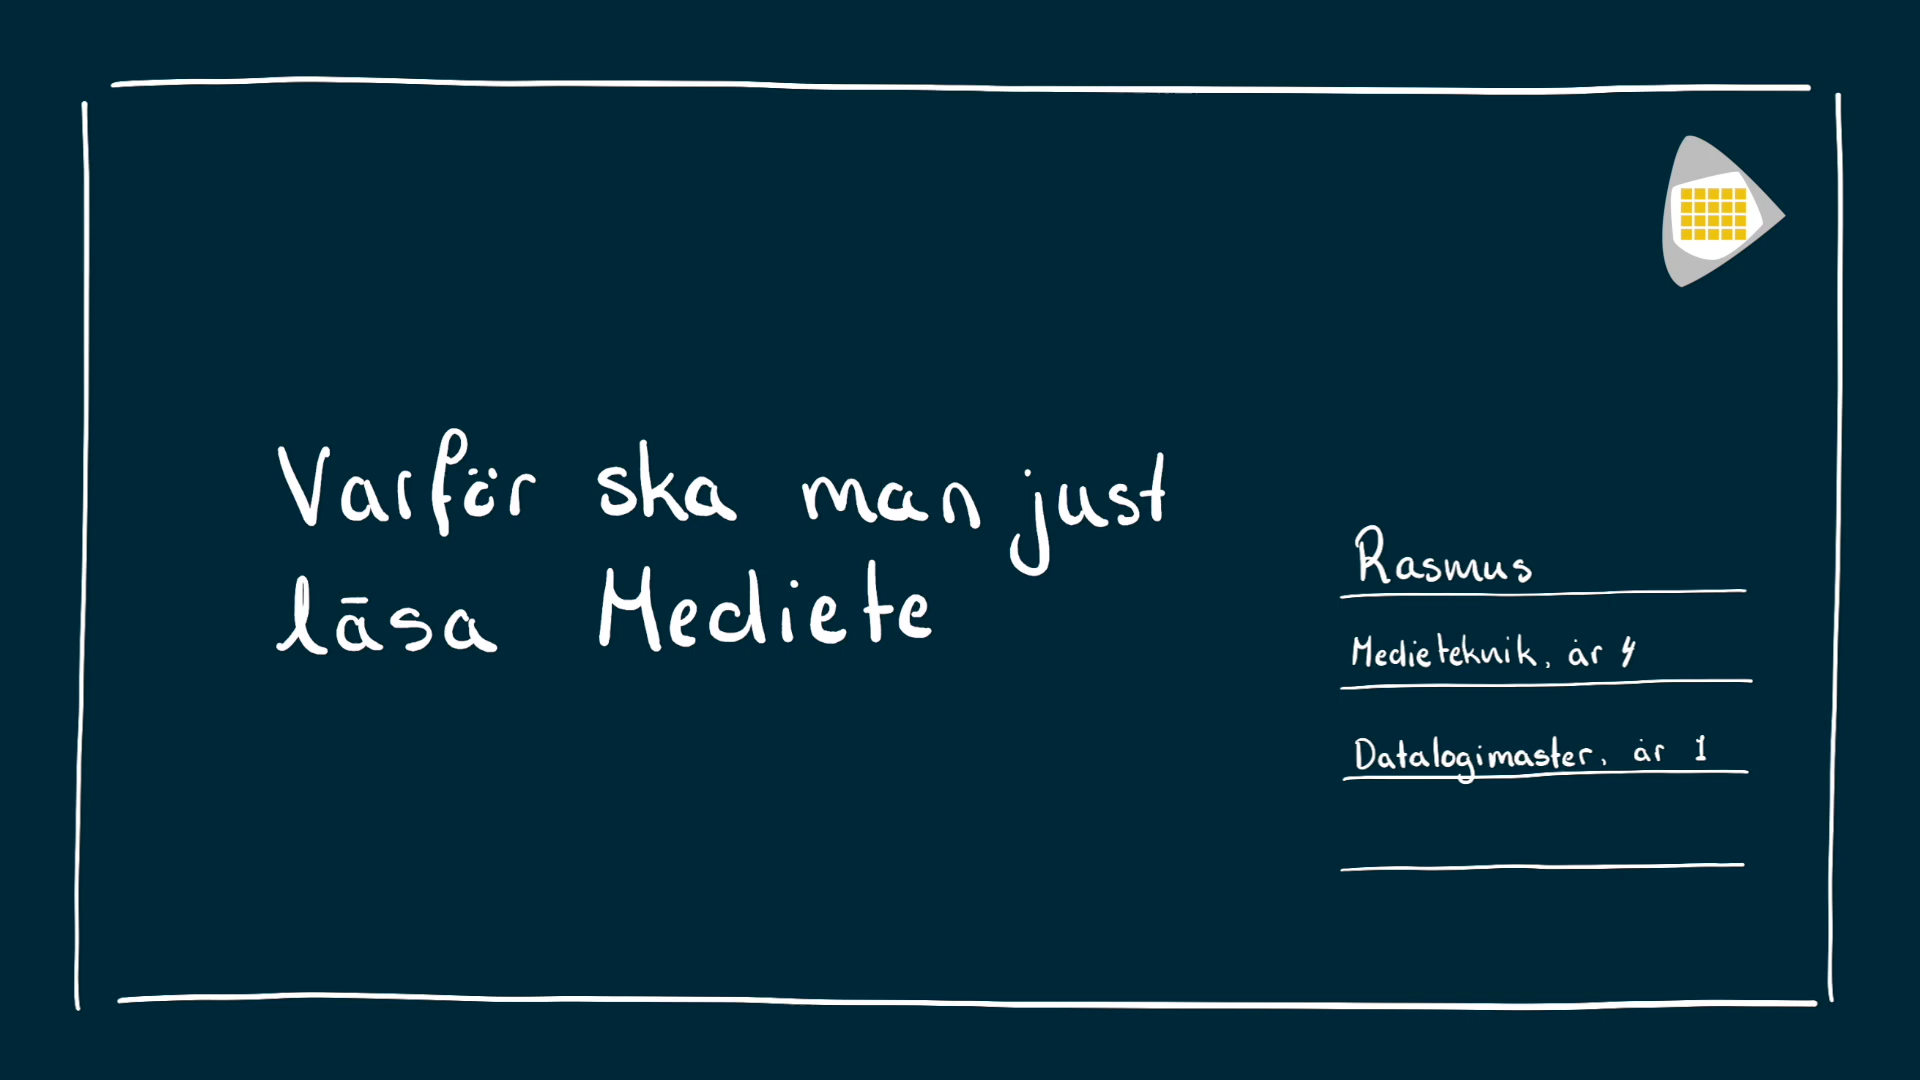 Varför ska man just
läsa Mediete
Rasmus
Medieteknik, år 4
Datalogimaster, år 1